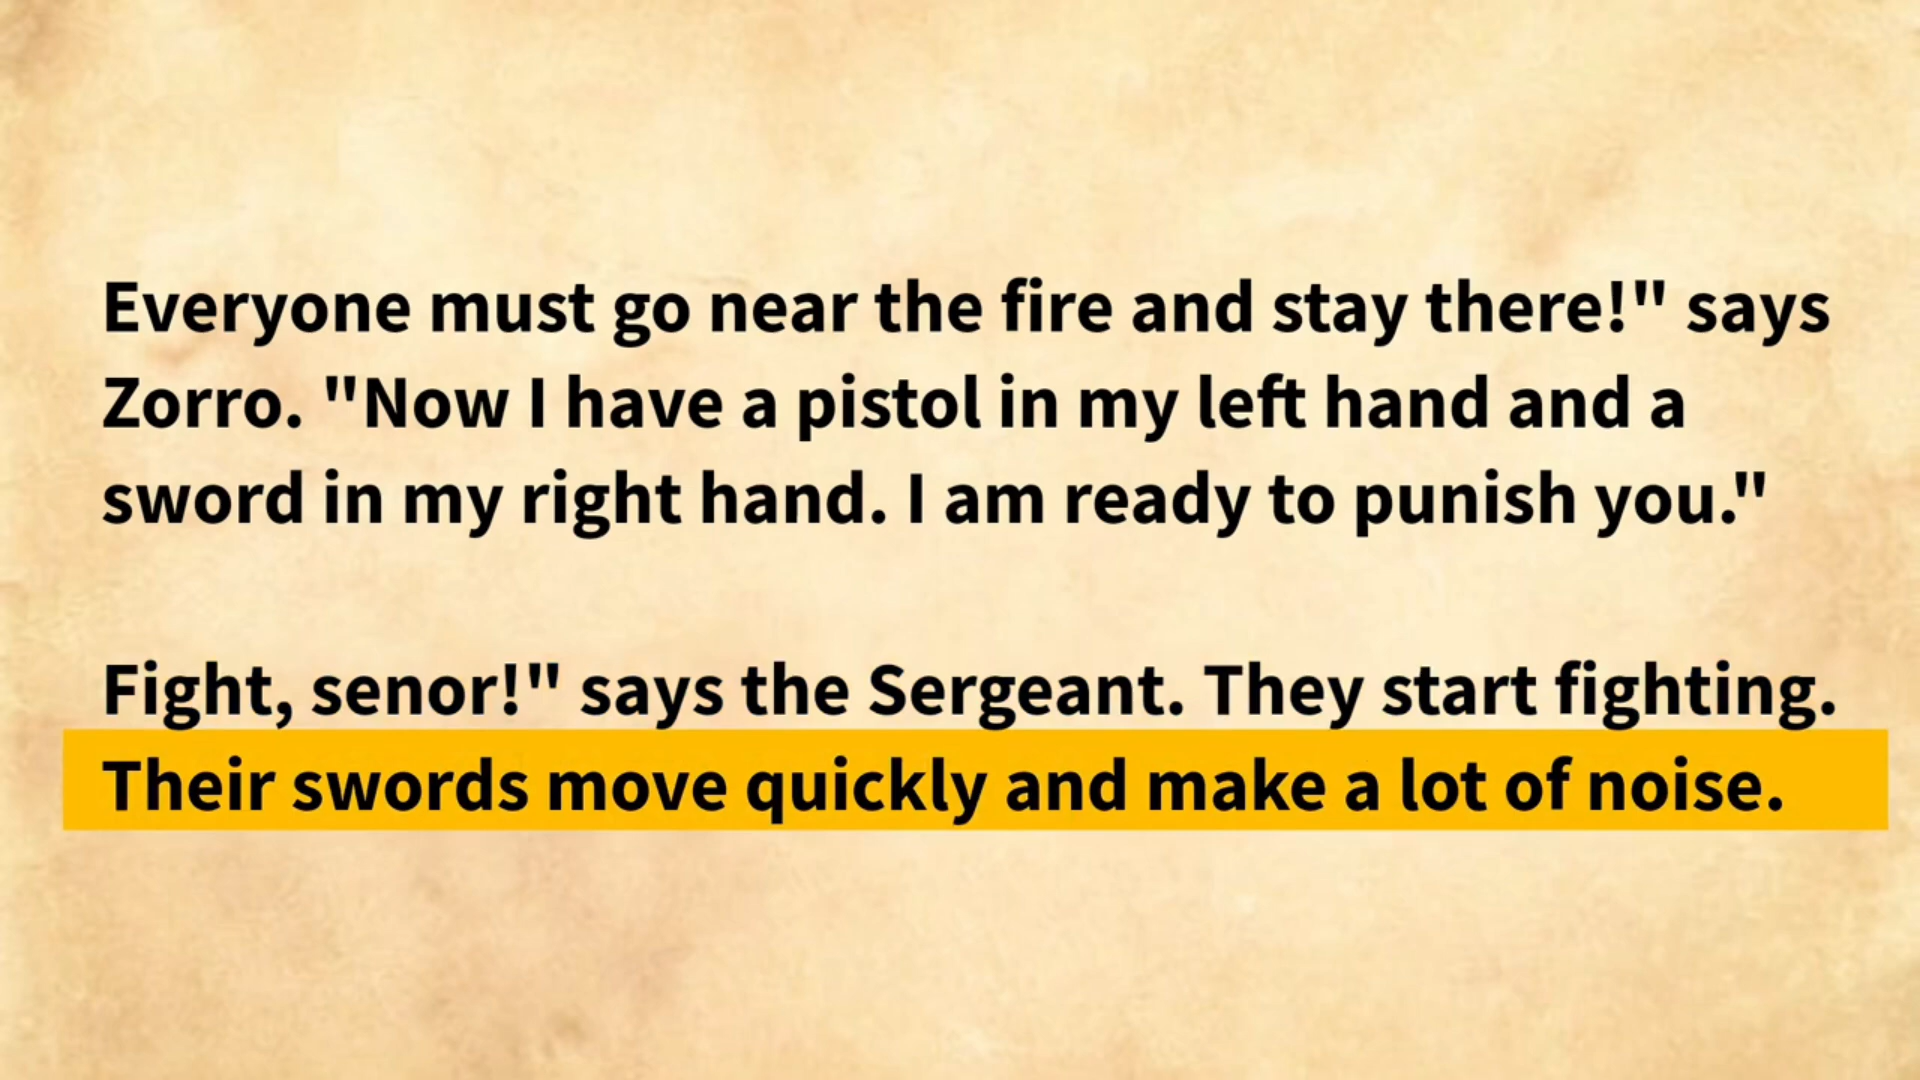 Everyone must go near the fire and stay there!" says
Zorro. "Now I have a pistol in my left hand and a
sword in my right hand. I am ready to punish you."
Fight, senor!" says the Sergeant. They start fighting.
Their swords move quickly and make a lot of noise.